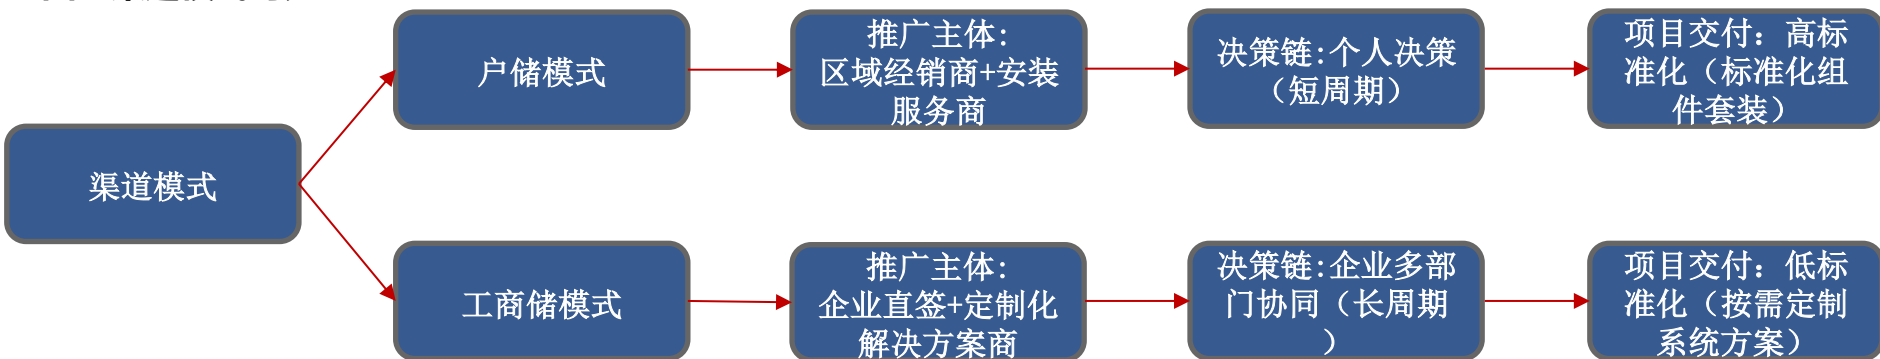 渠道模式
户储模式
推广主体：
区域经销商+安装
服务商
决策链:个人决策
（短周期）
项目交付：高标
准化（标准化组
件套装）
工商储模式
推广主体：
企业直签+定制化
解决方案商
决策链:企业多部
门协同（长周期
）
项目交付：低标
准化（按需定制
系统方案）